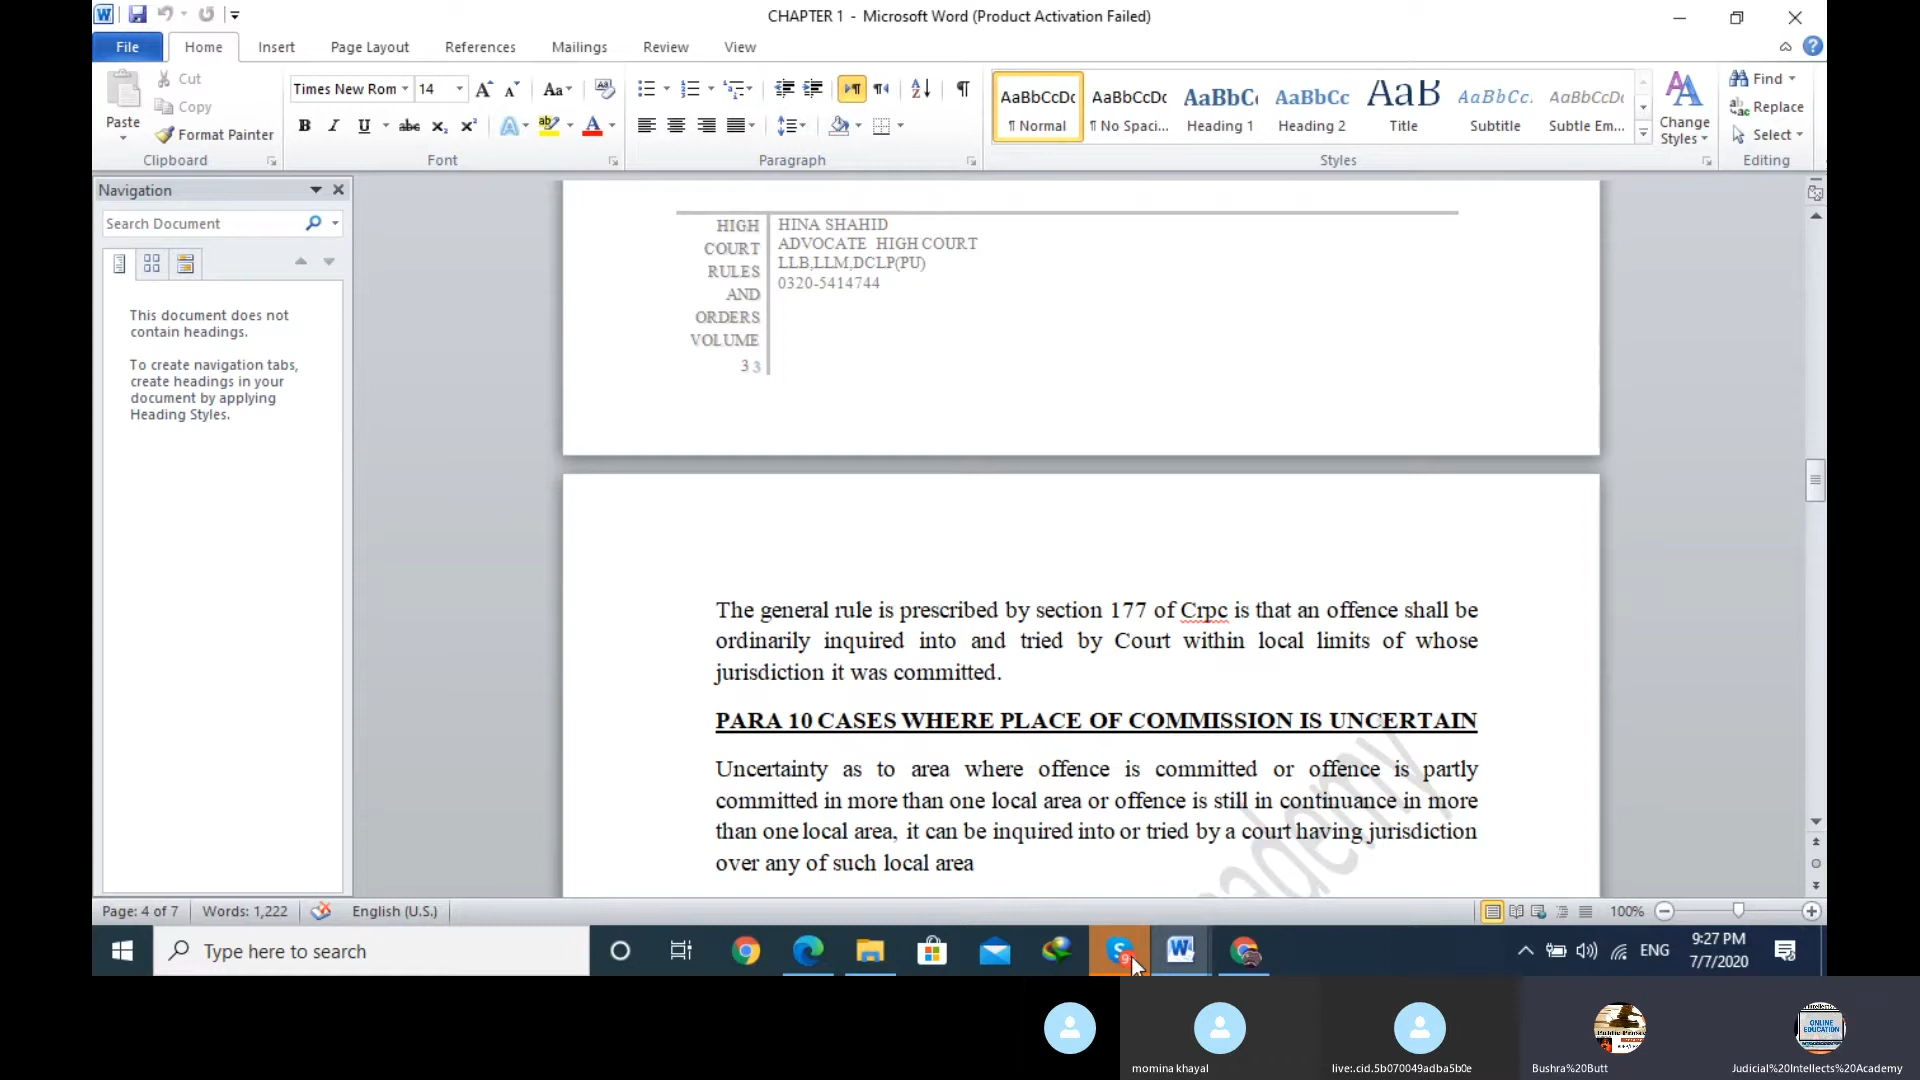 CHAPTER 1 - Microsoft Word (Product Activation Failed)
File Home Insert Page Layout References Mailings Review View
Paste
Cut
Copy
Format Painter
Clipboard
Times New Rom 14
Font
Paragraph
AaBbCcDc AaBbCcDc AaBbC AaBbCc AaB AaBbCc. AaBbCcDc
¶ Normal ¶ No Spaci... Heading 1 Heading 2 Title Subtitle Subtle Em...
Change Styles
Styles
Find
Replace
Select
Editing
Navigation
Search Document
This document does not
contain headings.
To create navigation tabs,
create headings in your
document by applying
Heading Styles.
HIGH
COURT
RULES
AND
ORDERS
VOLUME
3 3
HINA SHAHID
ADVOCATE HIGH COURT
LLB,LLM,DCLP(PU)
0320-5414744
The general rule is prescribed by section 177 of Crpc is that an offence shall be
ordinarily inquired into and tried by Court within local limits of whose
jurisdiction it was committed.
PARA 10 CASES WHERE PLACE OF COMMISSION IS UNCERTAIN
Uncertainty as to area where offence is committed or offence is partly
committed in more than one local area or offence is still in continuance in more
than one local area, it can be inquired into or tried by a court having jurisdiction
over any of such local area
ademy
Page: 4 of 7 Words: 1,222 English (U.S.) 100%
Type here to search
ENG
9:27 PM
7/7/2020
momina khayal
live:.cid.5b070049adba5b0e
Bushra%20Butt
ONLINE
EDUCATION
Judicial%20Intellects%20Academy